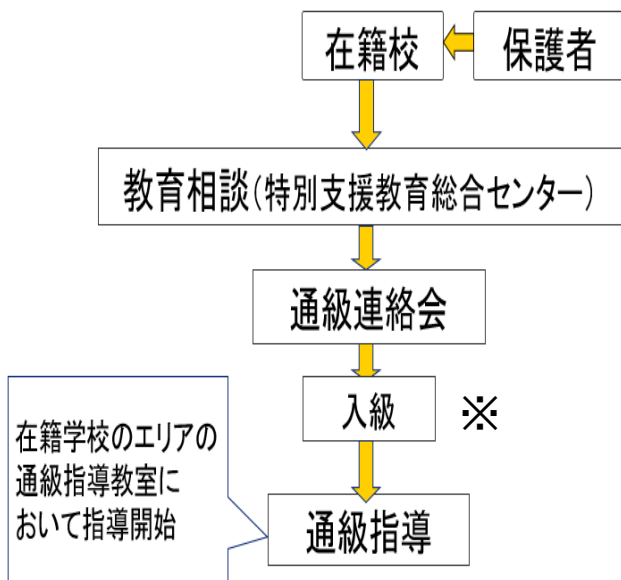 在籍校
保護者
教育相談(特別支援教育総合センター)
通級連絡会
入級
※
在籍学校のエリアの
通級指導教室に
おいて指導開始
通級指導